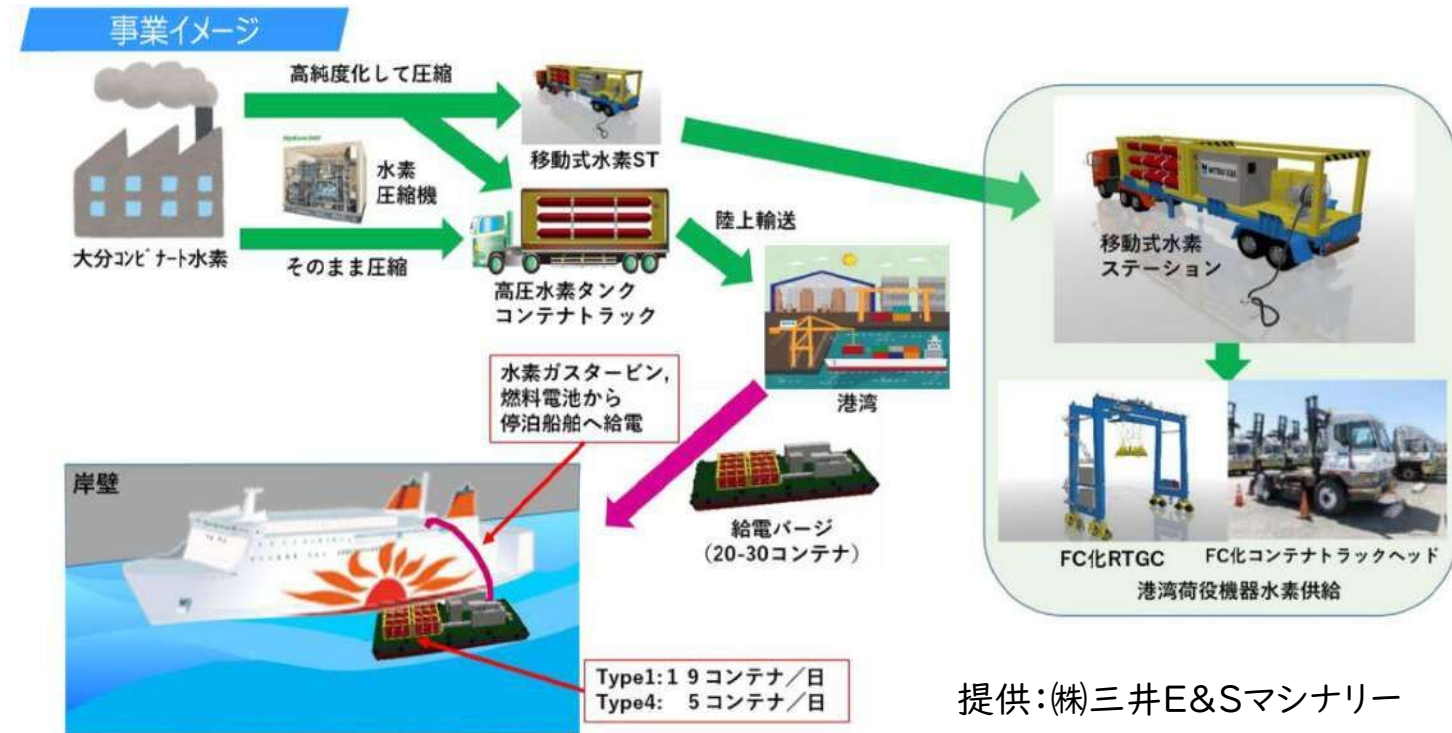 事業イメージ
高純度化して圧縮
移動式水素ST
水素
圧縮機
大分コンビナート水素
そのまま圧縮
高圧水素タンク
コンテナトラック
陸上輸送
港湾
水素ガスタービン,
燃料電池から
停泊船舶へ給電
岸壁
給電バージ
(20-30コンテナ)
Type1:19コンテナ/日
Type4: 5コンテナ/日
移動式水素
ステーション
MITSUI E&S
FC化RTGC
FC化コンテナトラックヘッド
港湾荷役機器水素供給
提供:㈱三井E&Sマシナリー